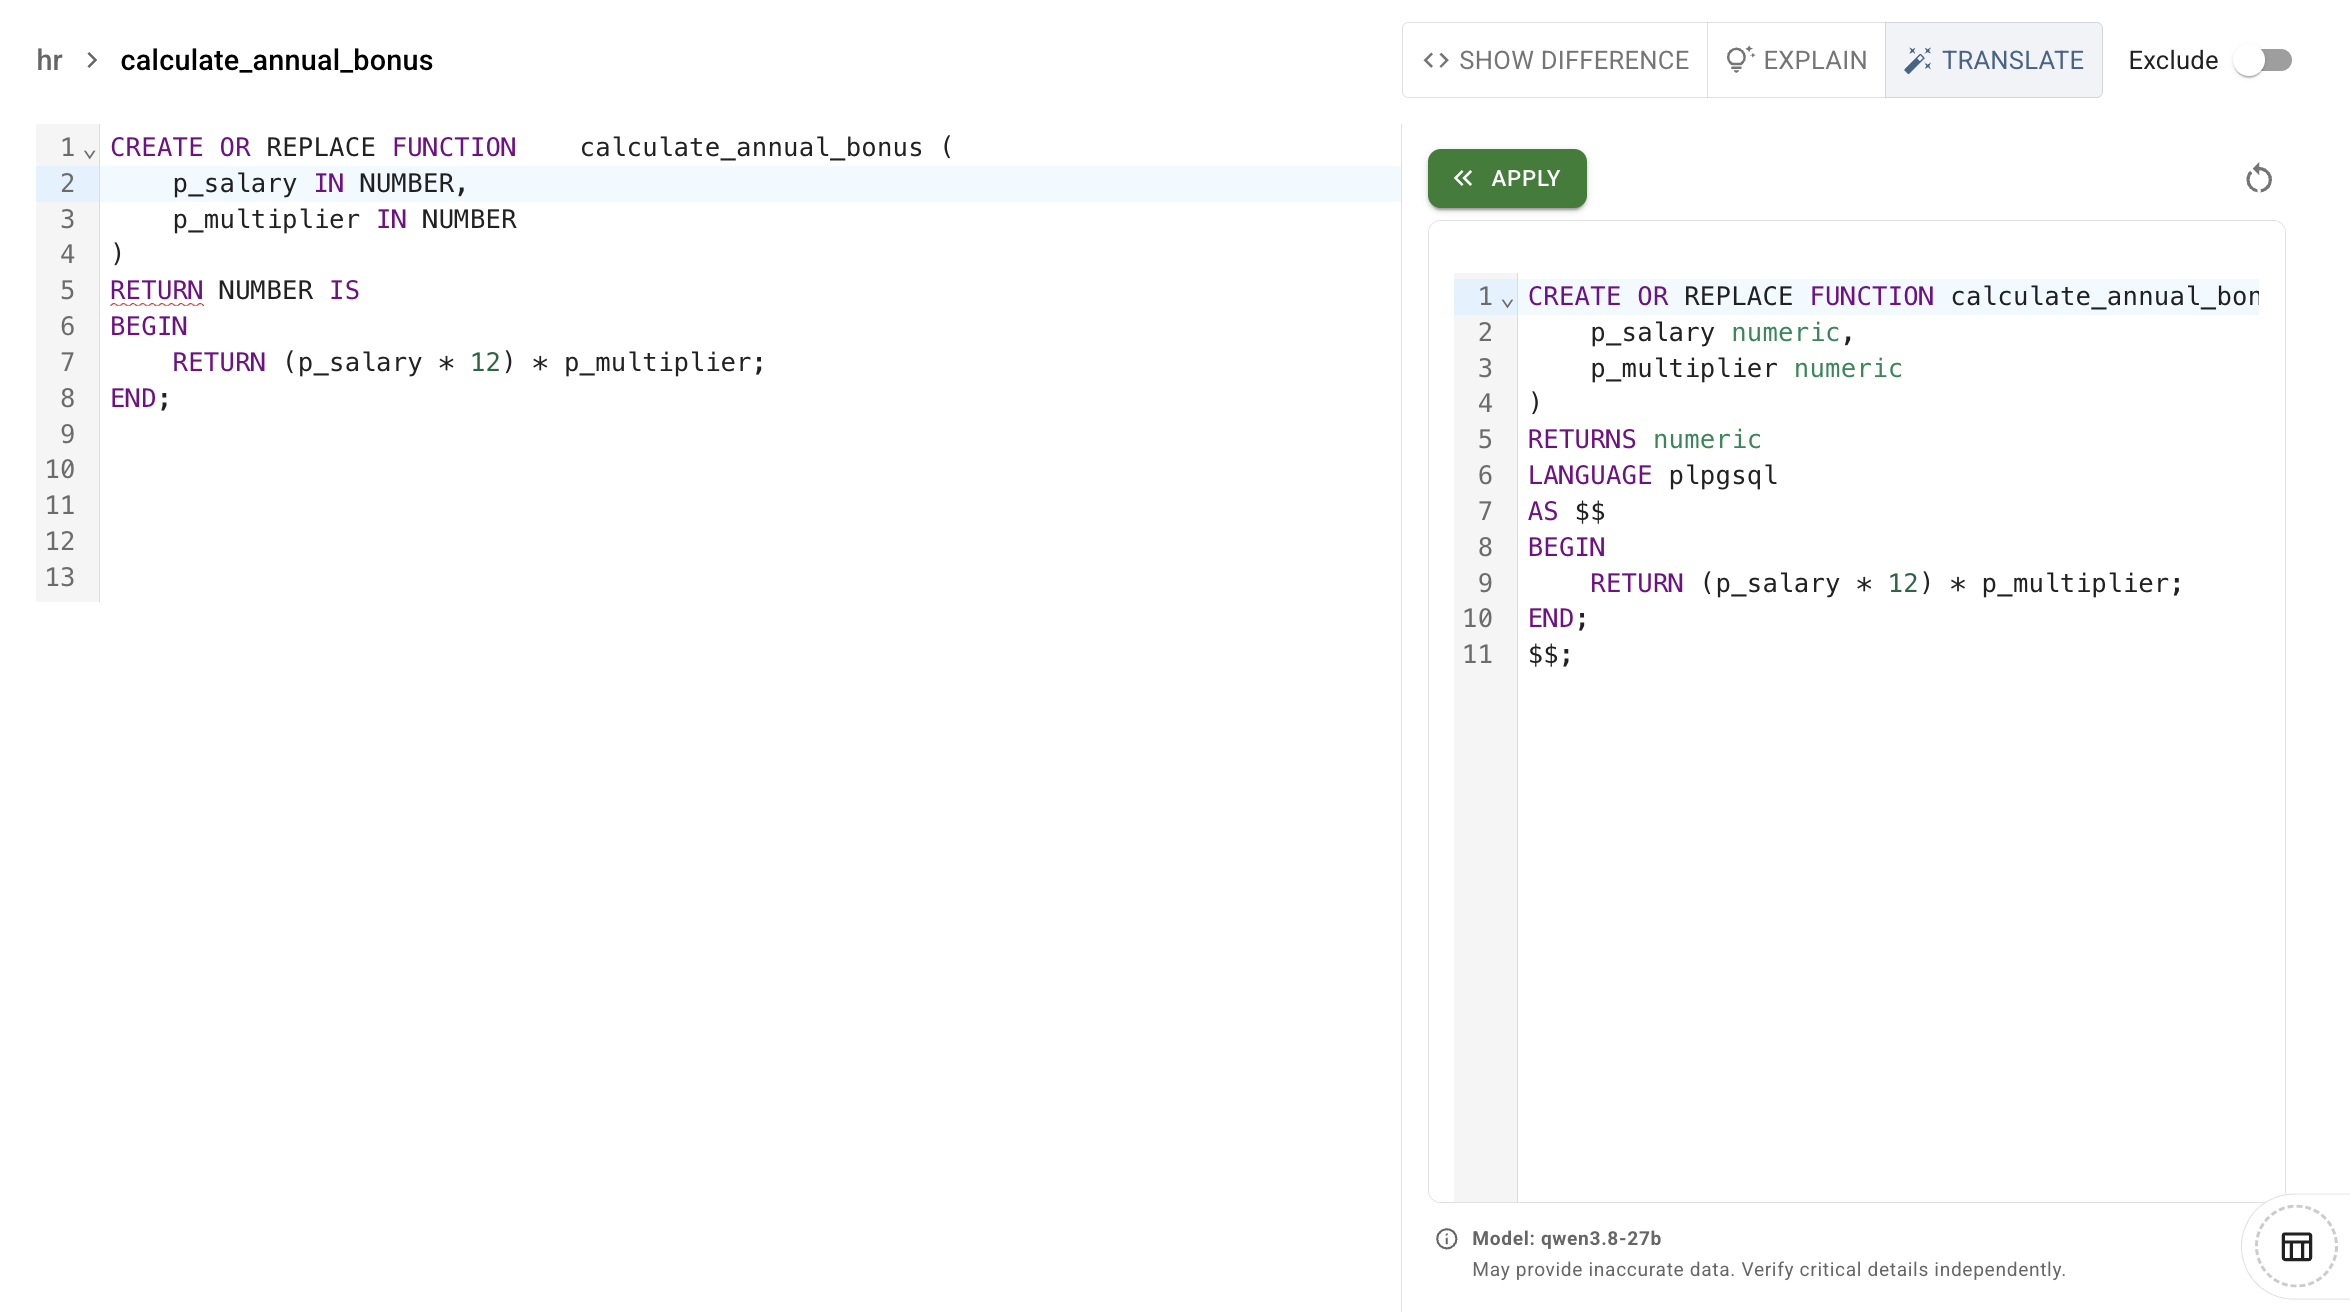 hr > calculate_annual_bonus
SHOW DIFFERENCE EXPLAIN TRANSLATE Exclude
1 CREATE OR REPLACE FUNCTION    calculate_annual_bonus (
2     p_salary IN NUMBER,
3     p_multiplier IN NUMBER
4 )
5 RETURN NUMBER IS
6 BEGIN
7     RETURN (p_salary * 12) * p_multiplier;
8 END;
9
10
11
12
13
APPLY
1 CREATE OR REPLACE FUNCTION calculate_annual_bon
2     p_salary numeric,
3     p_multiplier numeric
4 )
5 RETURNS numeric
6 LANGUAGE plpgsql
7 AS $$
8 BEGIN
9     RETURN (p_salary * 12) * p_multiplier;
10 END;
11 $$;
Model: qwen3.8-27b
May provide inaccurate data. Verify critical details independently.